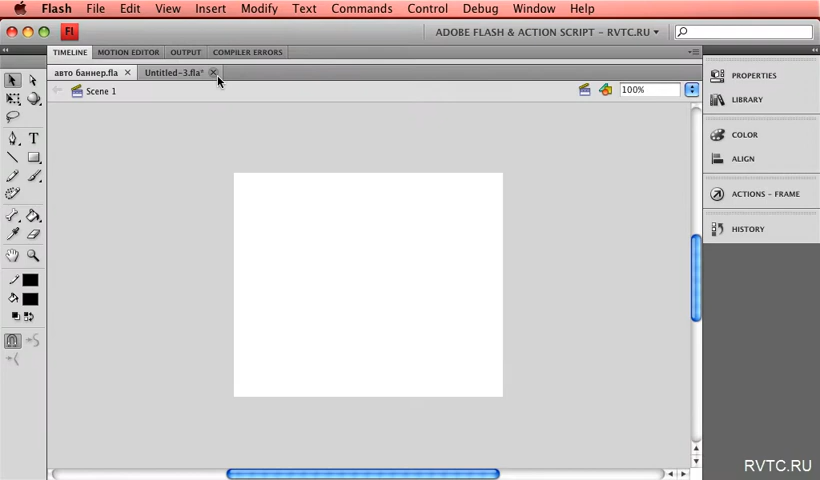 Flash File Edit View Insert Modify Text Commands Control Debug Window Help
Fl ADOBE FLASH & ACTION SCRIPT – RVTC.RU
TIMELINE MOTION EDITOR OUTPUT COMPILER ERRORS
авто баннер.fla Untitled-3.fla*
Scene 1 100%
T
PROPERTIES
LIBRARY
COLOR
ALIGN
ACTIONS – FRAME
HISTORY
RVTC.RU